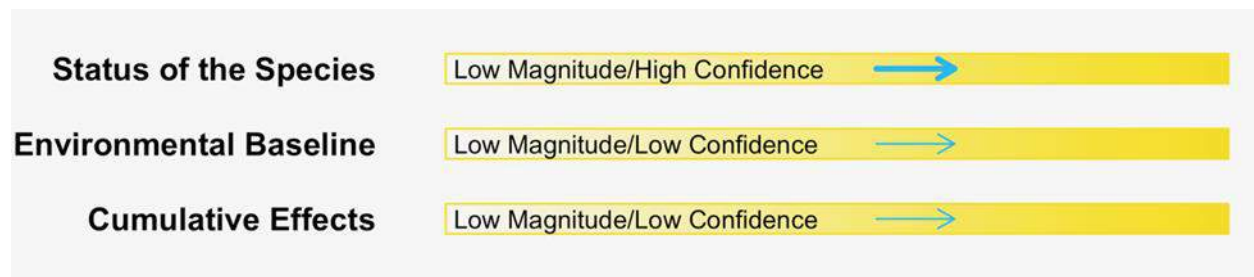 Status of the Species Low Magnitude/High Confidence
Environmental Baseline Low Magnitude/Low Confidence
Cumulative Effects Low Magnitude/Low Confidence